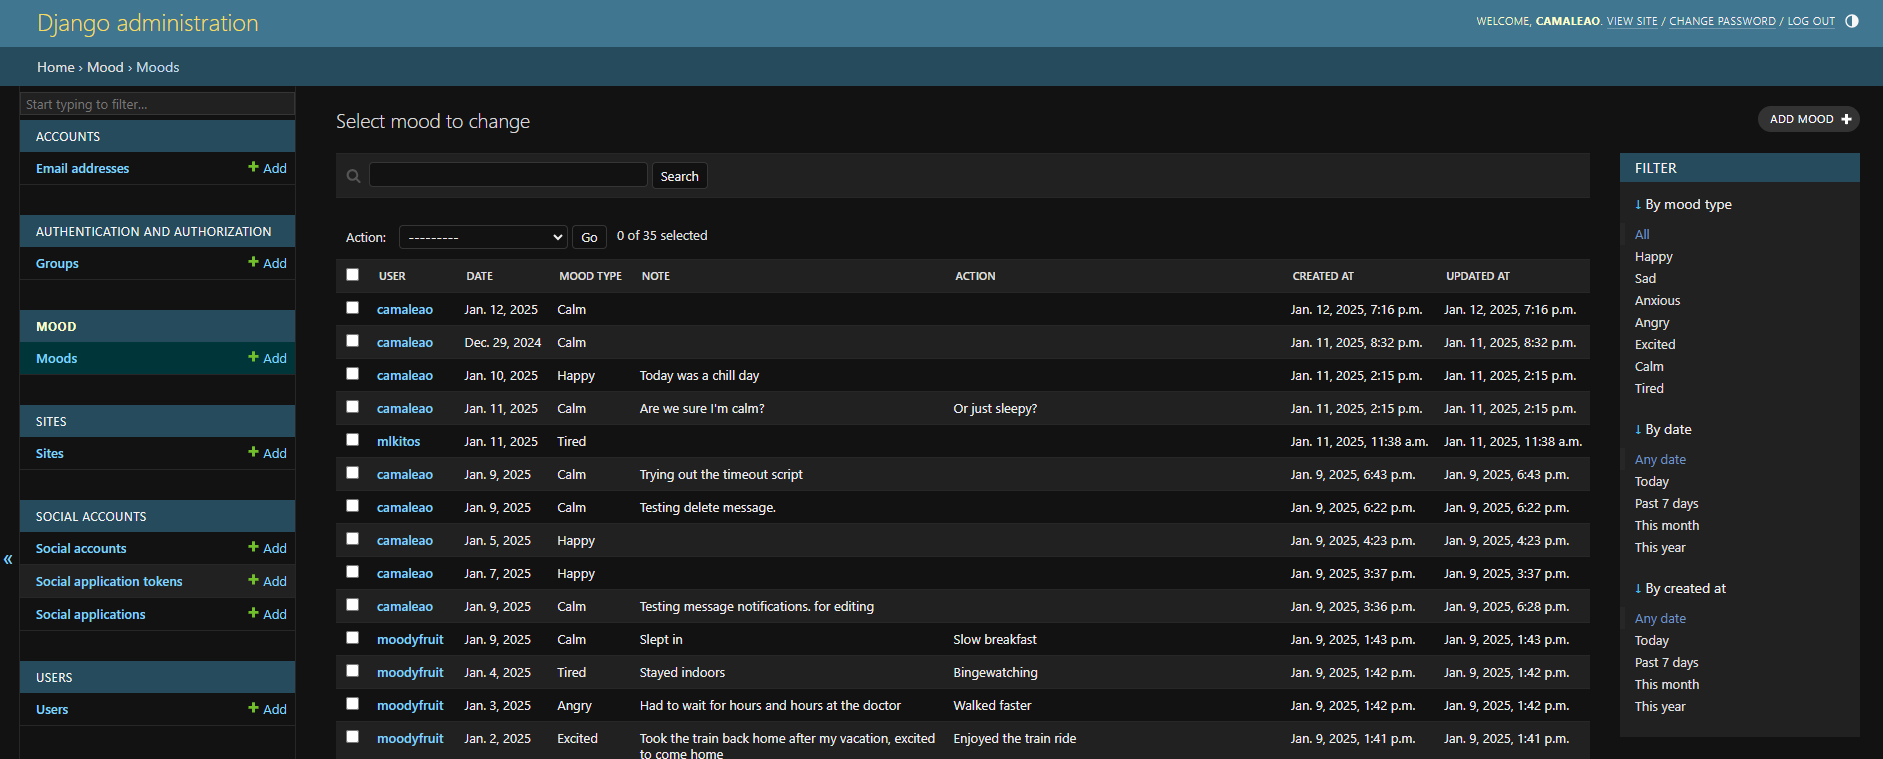 Django administration
WELCOME, CAMALEAO. VIEW SITE / CHANGE PASSWORD / LOG OUT
Home › Mood › Moods
Start typing to filter...
ACCOUNTS
Email addresses + Add
AUTHENTICATION AND AUTHORIZATION
Groups + Add
MOOD
Moods + Add
SITES
Sites + Add
SOCIAL ACCOUNTS
Social accounts + Add
Social application tokens + Add
Social applications + Add
USERS
Users + Add
«
Select mood to change
ADD MOOD +
Search
Action: --------- Go 0 of 35 selected
USER DATE MOOD TYPE NOTE ACTION CREATED AT UPDATED AT
camaleao Jan. 12, 2025 Calm Jan. 12, 2025, 7:16 p.m. Jan. 12, 2025, 7:16 p.m.
camaleao Dec. 29, 2024 Calm Jan. 11, 2025, 8:32 p.m. Jan. 11, 2025, 8:32 p.m.
camaleao Jan. 10, 2025 Happy Today was a chill day Jan. 11, 2025, 2:15 p.m. Jan. 11, 2025, 2:15 p.m.
camaleao Jan. 11, 2025 Calm Are we sure I'm calm? Or just sleepy? Jan. 11, 2025, 2:15 p.m. Jan. 11, 2025, 2:15 p.m.
mlkitos Jan. 11, 2025 Tired Jan. 11, 2025, 11:38 a.m. Jan. 11, 2025, 11:38 a.m.
camaleao Jan. 9, 2025 Calm Trying out the timeout script Jan. 9, 2025, 6:43 p.m. Jan. 9, 2025, 6:43 p.m.
camaleao Jan. 9, 2025 Calm Testing delete message. Jan. 9, 2025, 6:22 p.m. Jan. 9, 2025, 6:22 p.m.
camaleao Jan. 5, 2025 Happy Jan. 9, 2025, 4:23 p.m. Jan. 9, 2025, 4:23 p.m.
camaleao Jan. 7, 2025 Happy Jan. 9, 2025, 3:37 p.m. Jan. 9, 2025, 3:37 p.m.
camaleao Jan. 9, 2025 Calm Testing message notifications. for editing Jan. 9, 2025, 3:36 p.m. Jan. 9, 2025, 6:28 p.m.
moodyfruit Jan. 9, 2025 Calm Slept in Slow breakfast Jan. 9, 2025, 1:43 p.m. Jan. 9, 2025, 1:43 p.m.
moodyfruit Jan. 4, 2025 Tired Stayed indoors Bingewatching Jan. 9, 2025, 1:42 p.m. Jan. 9, 2025, 1:42 p.m.
moodyfruit Jan. 3, 2025 Angry Had to wait for hours and hours at the doctor Walked faster Jan. 9, 2025, 1:42 p.m. Jan. 9, 2025, 1:42 p.m.
moodyfruit Jan. 2, 2025 Excited Took the train back home after my vacation, excited Enjoyed the train ride Jan. 9, 2025, 1:41 p.m. Jan. 9, 2025, 1:41 p.m.
to come home
FILTER
↓ By mood type
All
Happy
Sad
Anxious
Angry
Excited
Calm
Tired
↓ By date
Any date
Today
Past 7 days
This month
This year
↓ By created at
Any date
Today
Past 7 days
This month
This year